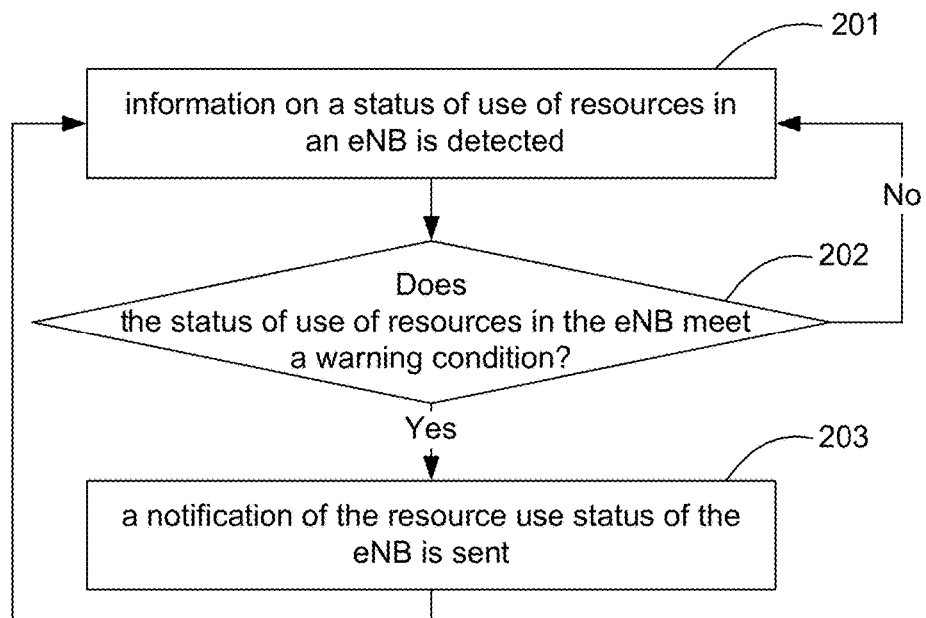 201
information on a status of use of resources in
an eNB is detected
No
202
Does
the status of use of resources in the eNB meet
a warning condition?
Yes
203
a notification of the resource use status of the
eNB is sent